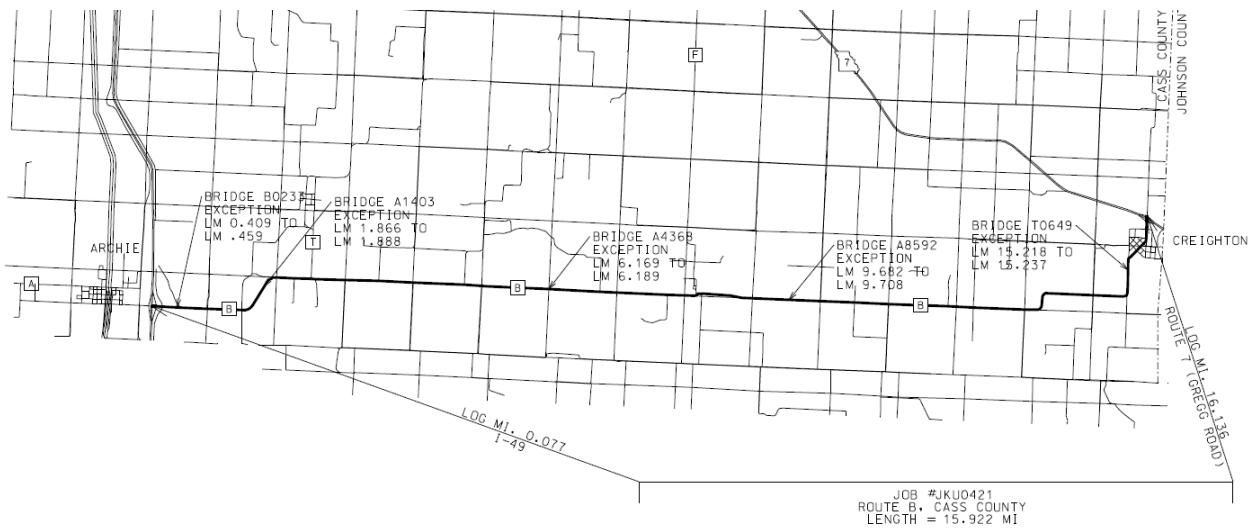 F
7
CASS COUNTY
JOHNSON COUNT
BRIDGE B0233
EXCEPTION
LM 0.409 TO
LM .459
BRIDGE A1403
EXCEPTION
LM 1.866 TO
LM 1.888
T
ARCHIE
A
B
BRIDGE A4368
EXCEPTION
LM 6.169 TO
LM 6.189
B
BRIDGE A8592
EXCEPTION
LM 9.682 TO
LM 9.708
B
BRIDGE T0649
EXCEPTION
LM 15.218 TO
LM 15.237
CREIGHTON
LOG MI. 0.077
I-49
LOG MI. 16.136
ROUTE 7 (GREGG ROAD)
JOB #JKU0421
ROUTE B, CASS COUNTY
LENGTH = 15.922 MI